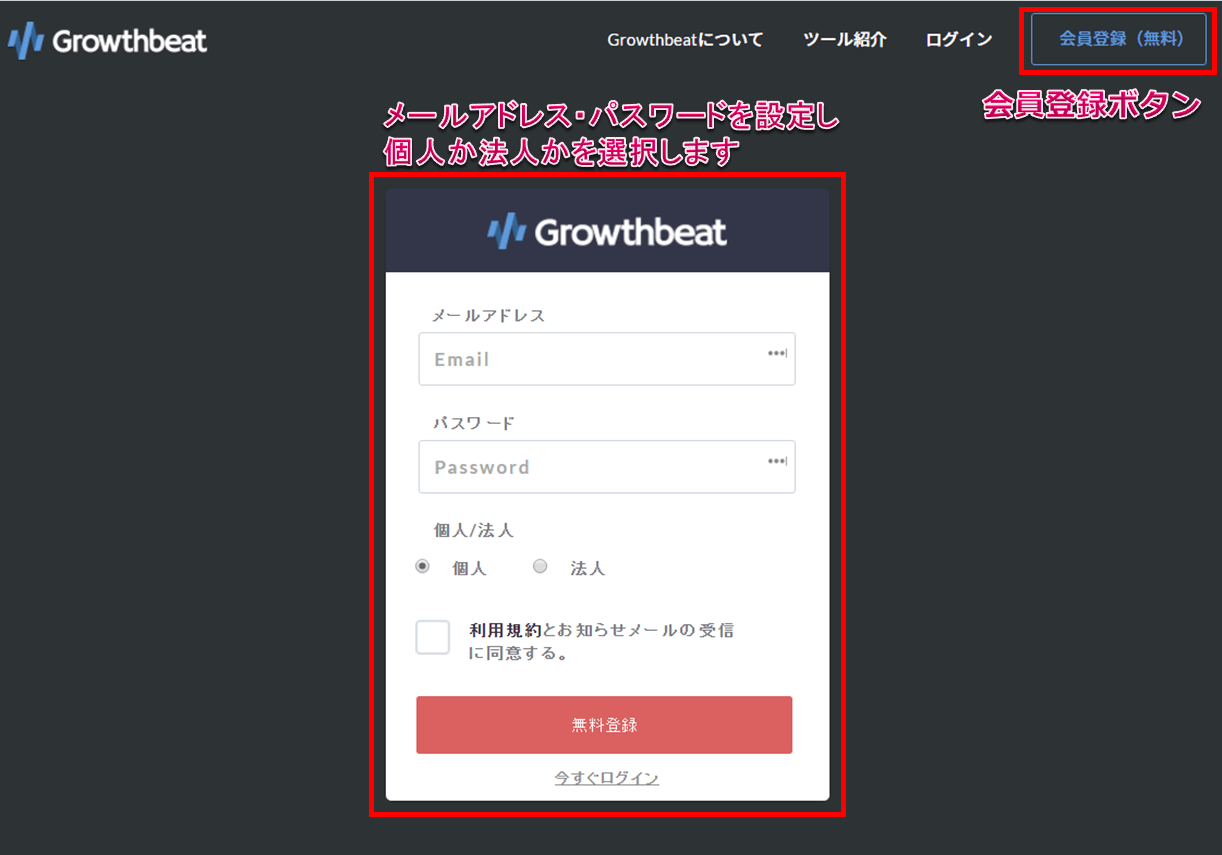 Growthbeat
Growthbeatについて ツール紹介 ログイン 会員登録（無料）
会員登録ボタン
メールアドレス・パスワードを設定し
個人か法人かを選択します
Growthbeat
メールアドレス
Email
パスワード
Password
個人/法人
個人 法人
利用規約とお知らせメールの受信
に同意する。
無料登録
今すぐログイン